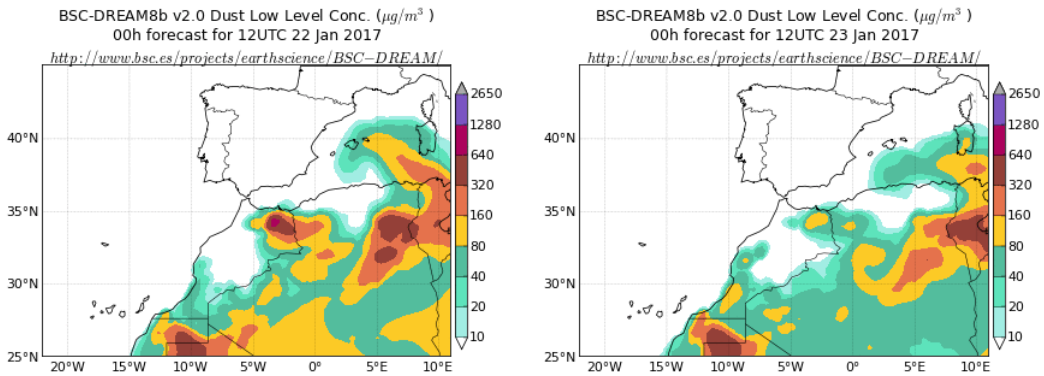 BSC-DREAM8b v2.0 Dust Low Level Conc. (μg/m³ )
00h forecast for 12UTC 22 Jan 2017
http://www.bsc.es/projects/earthscience/BSC−DREAM/
40°N
35°N
30°N
25°N
20°W
15°W
10°W
5°W
0°
5°E
10°E
2650
1280
640
320
160
80
40
20
10
BSC-DREAM8b v2.0 Dust Low Level Conc. (μg/m³ )
00h forecast for 12UTC 23 Jan 2017
http://www.bsc.es/projects/earthscience/BSC−DREAM/
40°N
35°N
30°N
25°N
20°W
15°W
10°W
5°W
0°
5°E
10°E
2650
1280
640
320
160
80
40
20
10